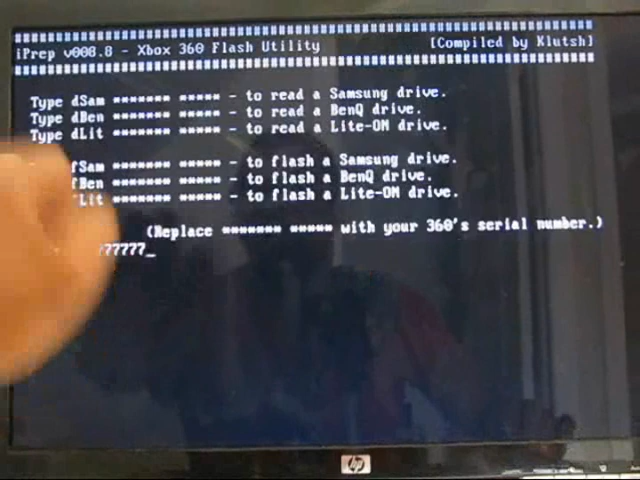 iPrep v008.8 - Xbox 360 Flash Utility [Compiled by Klutsh]
Type dSam ******* ***** - to read a Samsung drive.
Type dBen ******* ***** - to read a BenQ drive.
Type dLit ******* ***** - to read a Lite-ON drive.
fSam ******* ***** - to flash a Samsung drive.
fBen ******* ***** - to flash a BenQ drive.
Lit ******* ***** - to flash a Lite-ON drive.
(Replace ******* ***** with your 360's serial number.)
77777_
hp